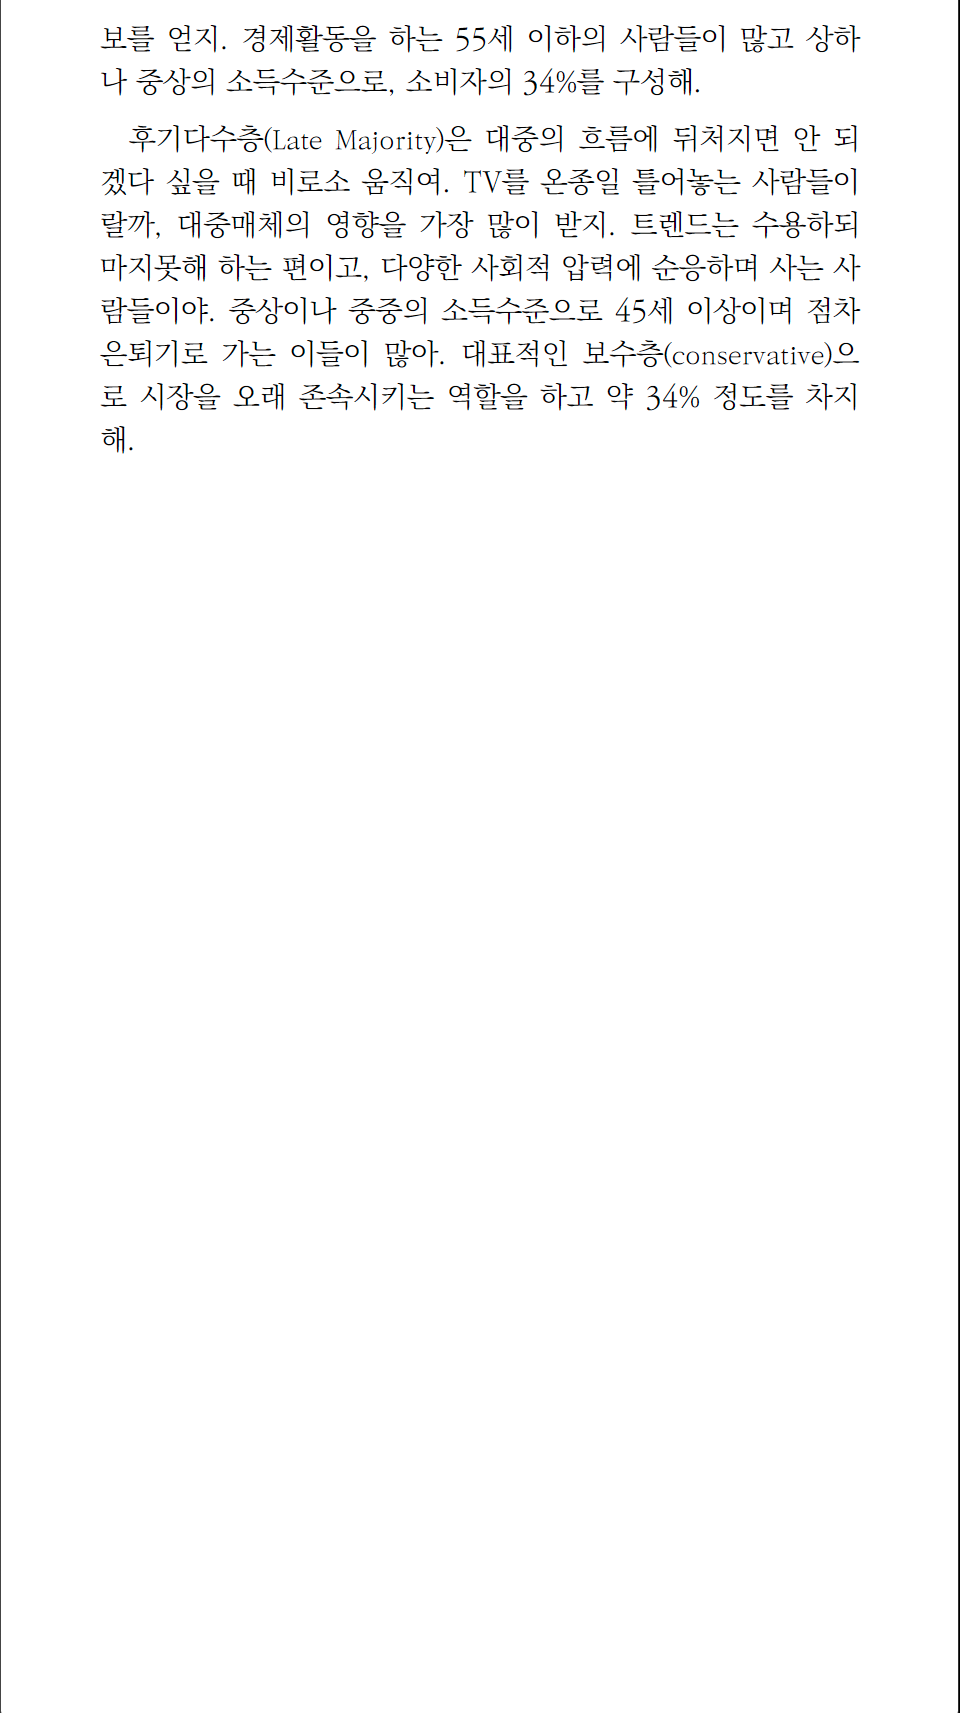 보를 얻지. 경제활동을 하는 55세 이하의 사람들이 많고 상하
나 중상의 소득수준으로, 소비자의 34%를 구성해.
후기다수층(Late Majority)은 대중의 흐름에 뒤처지면 안 되
겠다 싶을 때 비로소 움직여. TV를 온종일 틀어놓는 사람들이
랄까, 대중매체의 영향을 가장 많이 받지. 트렌드는 수용하되
마지못해 하는 편이고, 다양한 사회적 압력에 순응하며 사는 사
람들이야. 중상이나 중중의 소득수준으로 45세 이상이며 점차
은퇴기로 가는 이들이 많아. 대표적인 보수층(conservative)으
로 시장을 오래 존속시키는 역할을 하고 약 34% 정도를 차지
해.